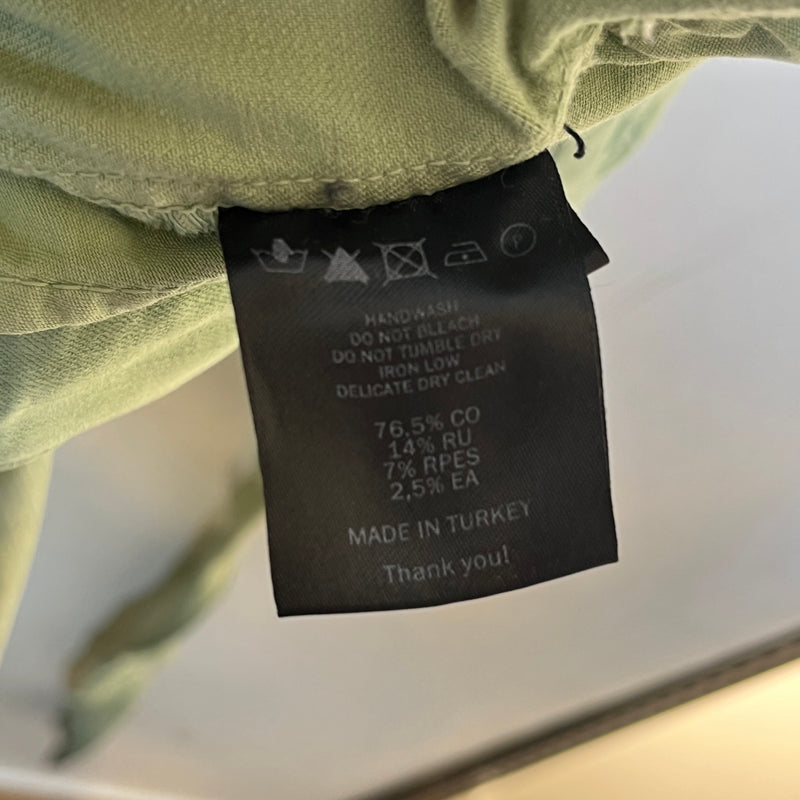 P
HANDWASH
DO NOT BLEACH
DO NOT TUMBLE DRY
IRON LOW
DELICATE DRY CLEAN
76.5% CO
14% RU
7% RPES
2,5% EA
MADE IN TURKEY
Thank you!